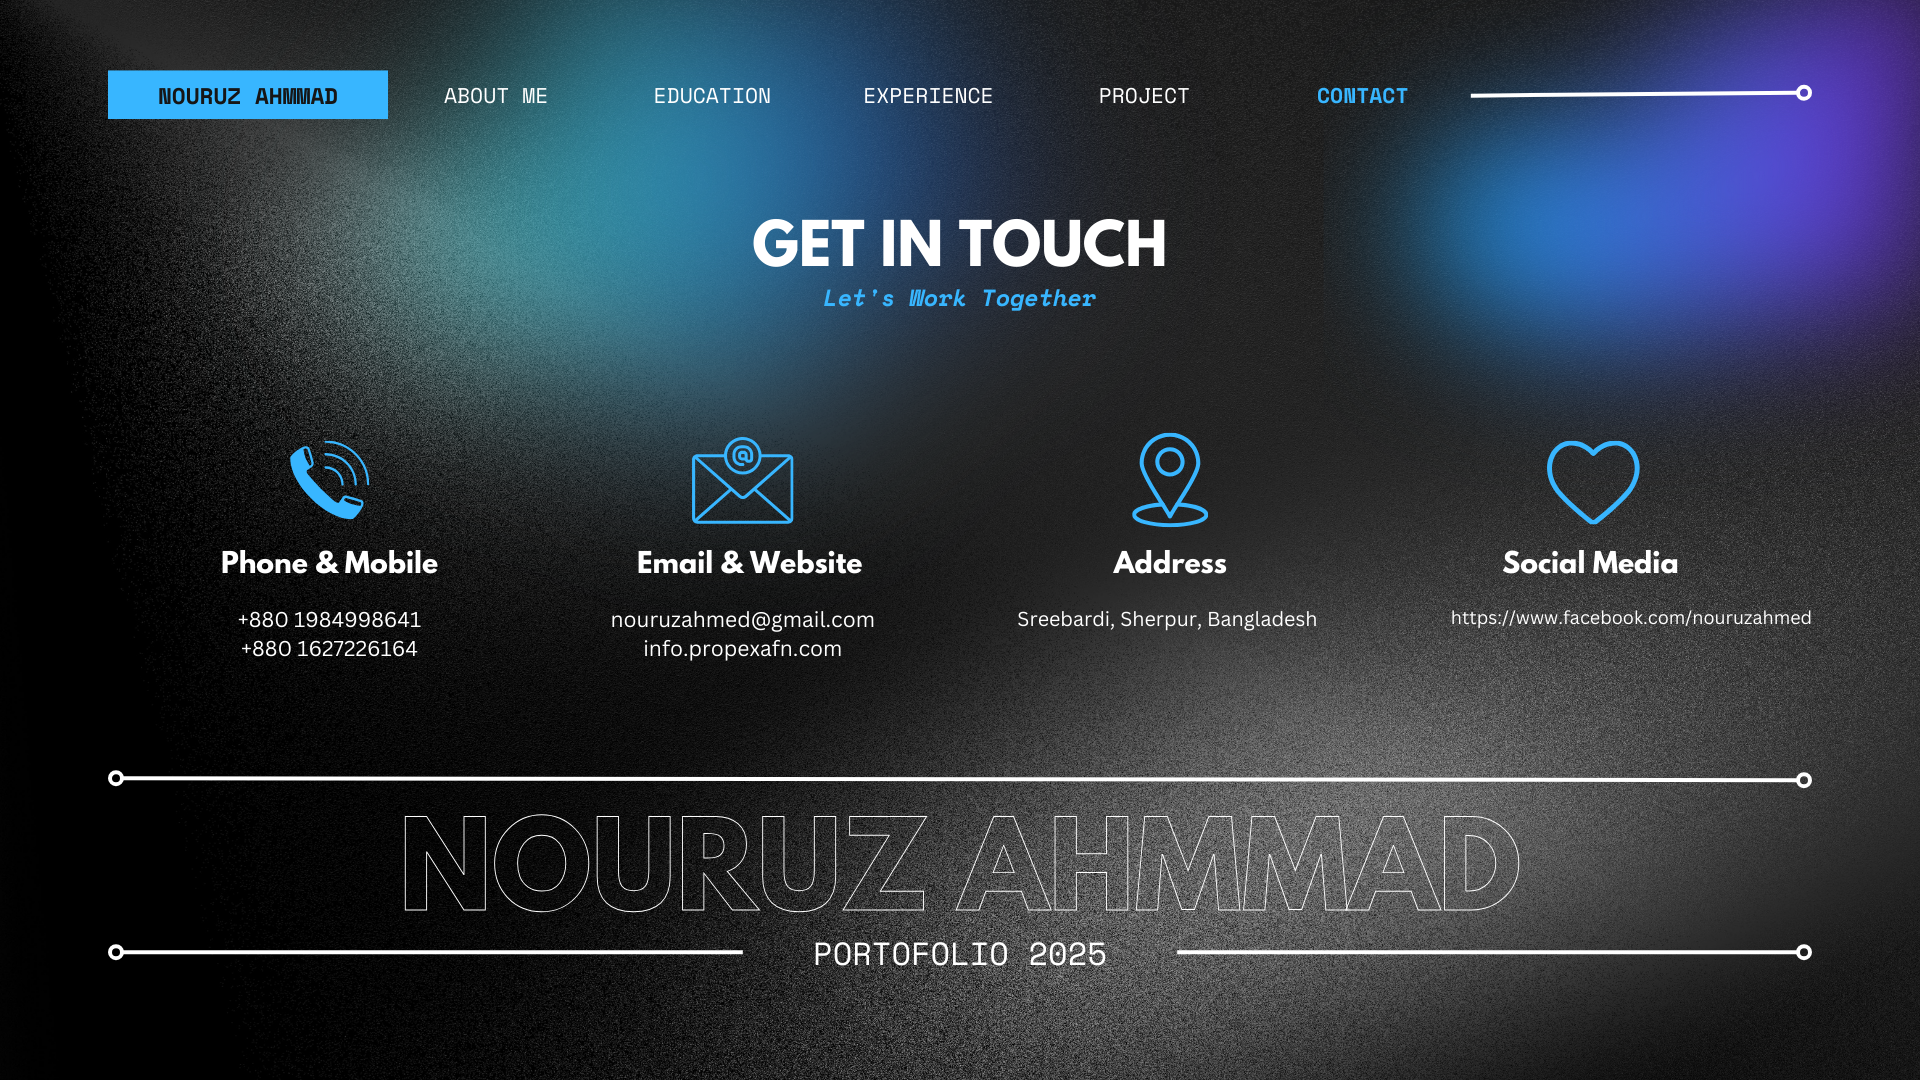 NOURUZ AHMMAD ABOUT ME EDUCATION EXPERIENCE PROJECT CONTACT
GET IN TOUCH
Let's Work Together
Phone & Mobile
+880 1984998641
+880 1627226164
@
Email & Website
nouruzahmed@gmail.com
info.propexafn.com
Address
Sreebardi, Sherpur, Bangladesh
Social Media
https://www.facebook.com/nouruzahmed
NOURUZ AHMMAD
PORTOFOLIO 2025